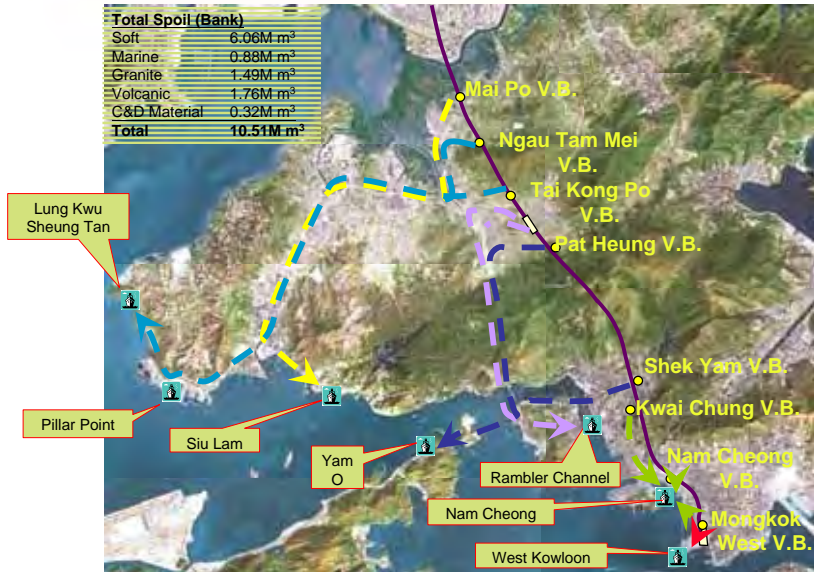 Total Spoil (Bank)
Soft 6.06M m³
Marine 0.88M m³
Granite 1.49M m³
Volcanic 1.76M m³
C&D Material 0.32M m³
Total 10.51M m³
Mai Po V.B.
Ngau Tam Mei
V.B.
Tai Kong Po
V.B.
Pat Heung V.B.
Lung Kwu
Sheung Tan
Shek Yam V.B.
Kwai Chung V.B.
Pillar Point
Siu Lam
Yam
O
Rambler Channel
Nam Cheong
V.B.
Nam Cheong
Mongkok
West V.B.
West Kowloon